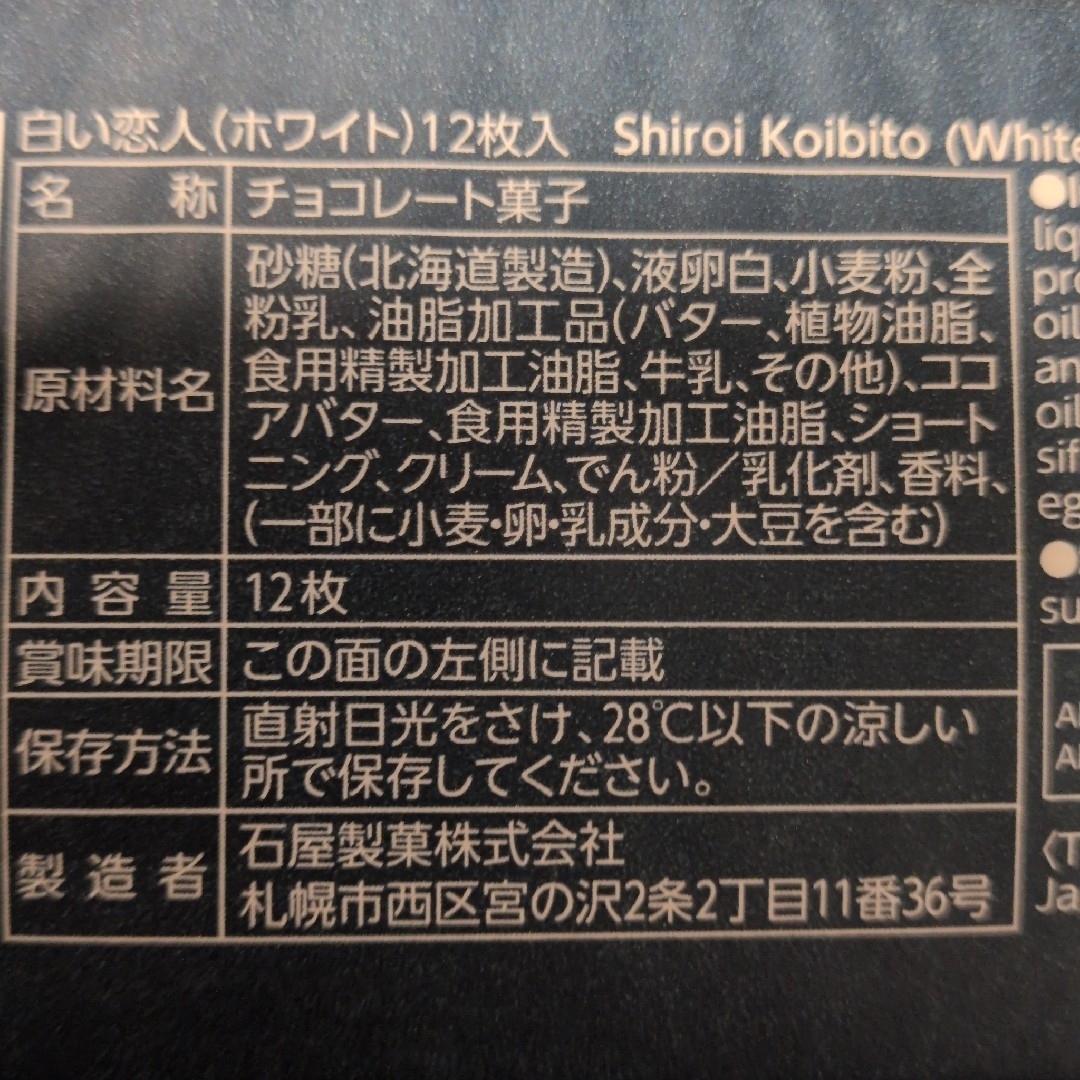 白い恋人(ホワイト)12枚入 Shiroi Koibito (White
名称 チョコレート菓子
原材料名 砂糖(北海道製造)、液卵白、小麦粉、全
粉乳、油脂加工品(バター、植物油脂、
食用精製加工油脂、牛乳、その他)、ココ
アバター、食用精製加工油脂、ショート
ニング、クリーム、でん粉／乳化剤、香料、
(一部に小麦・卵・乳成分・大豆を含む)
内容量 12枚
賞味期限 この面の左側に記載
保存方法 直射日光をさけ、28℃以下の涼しい
所で保存してください。
製造者 石屋製菓株式会社
札幌市西区宮の沢2条2丁目11番36号